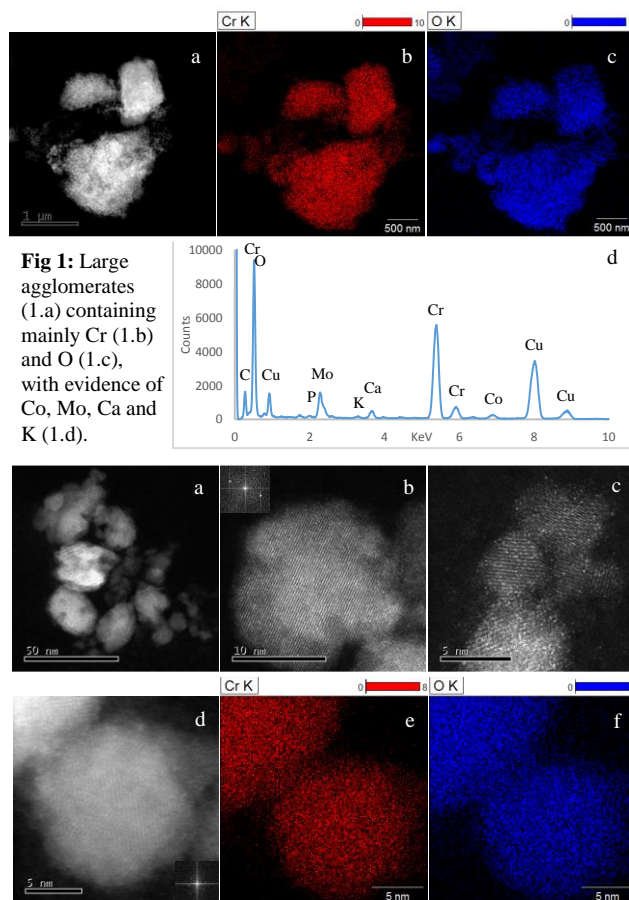 Cr K 0 10 O K 0
a b c
1 µm 500 nm 500 nm
Fig 1: Large
agglomerates
(1.a) containing
mainly Cr (1.b)
and O (1.c),
with evidence of
Co, Mo, Ca and
K (1.d).
d
10000
8000
6000
4000
2000
0
Counts
Cr
O
C Cu P Mo K Ca Cr Cr Co Cu Cu
0 2 4 KeV 6 8 10
a b c
50 nm 10 nm 5 nm
Cr K 0 8 O K 0
d e f
5 nm 5 nm 5 nm